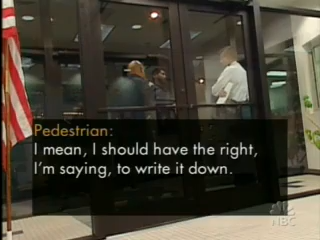 Pedestrian:
I mean, I should have the right,
I'm saying, to write it down.
NBC